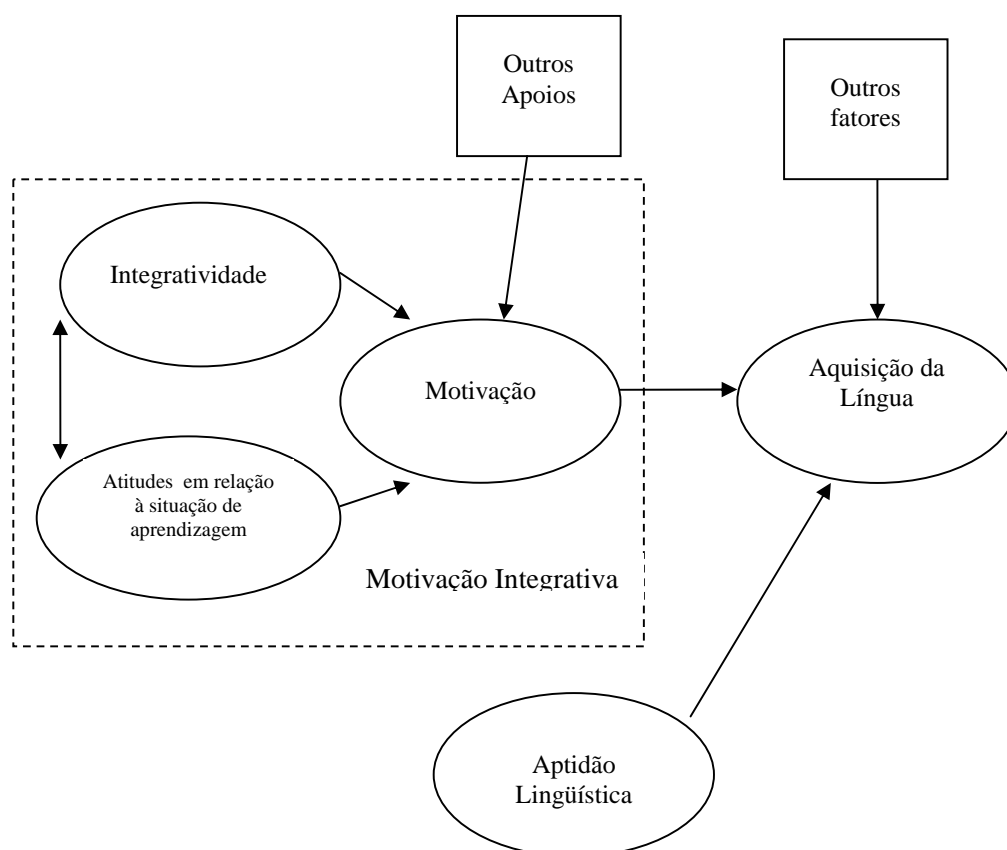 Outros
Apoios
Outros
fatores
Integratividade
Motivação
Aquisição da
Língua
Atitudes em relação
à situação de
aprendizagem
Motivação Integrativa
Aptidão
Lingüística